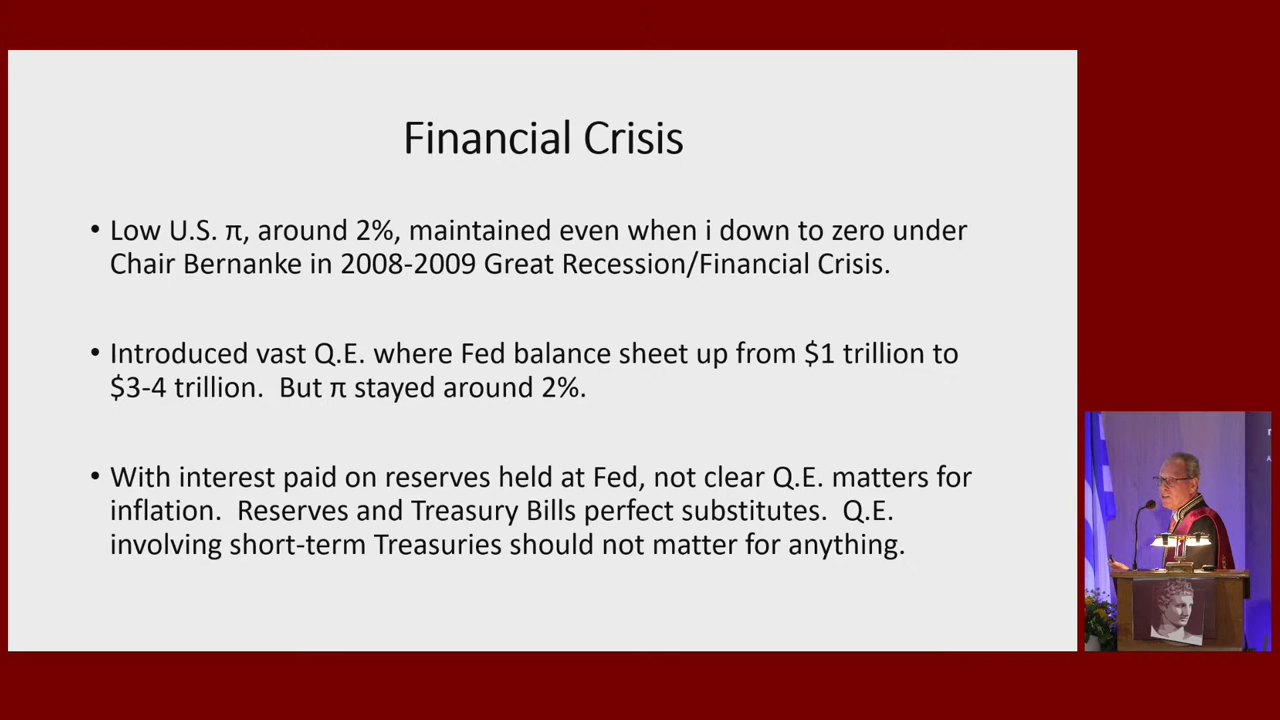 Financial Crisis
• Low U.S. π, around 2%, maintained even when i down to zero under
Chair Bernanke in 2008-2009 Great Recession/Financial Crisis.
• Introduced vast Q.E. where Fed balance sheet up from $1 trillion to
$3-4 trillion.  But π stayed around 2%.
• With interest paid on reserves held at Fed, not clear Q.E. matters for
inflation.  Reserves and Treasury Bills perfect substitutes.  Q.E.
involving short-term Treasuries should not matter for anything.